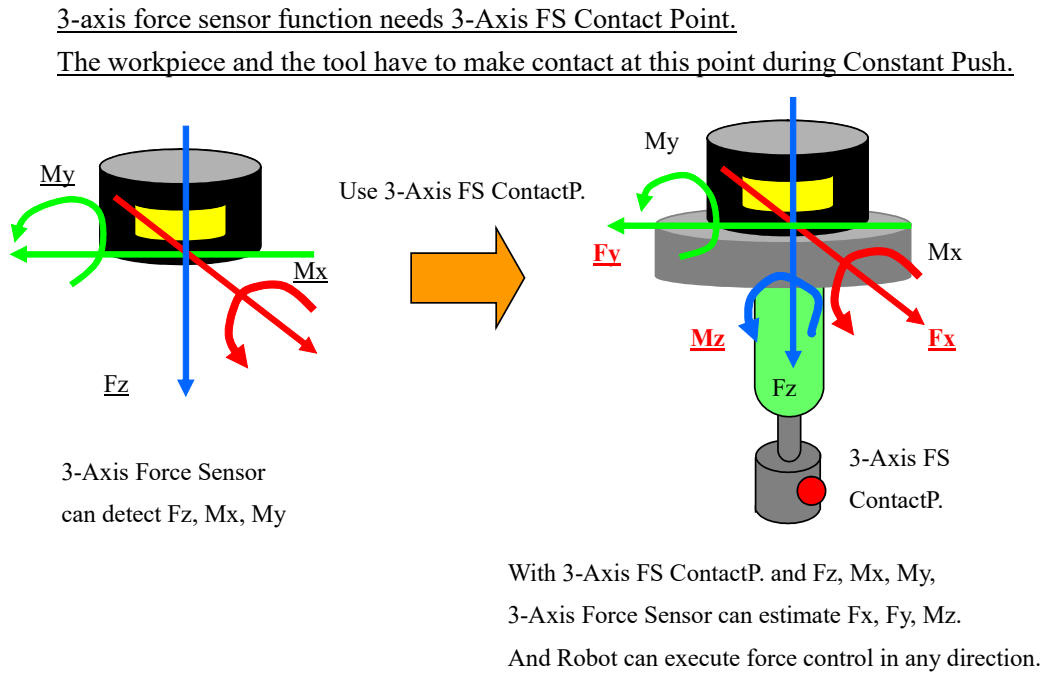 3-axis force sensor function needs 3-Axis FS Contact Point.
The workpiece and the tool have to make contact at this point during Constant Push.
My
Mx
Fz
3-Axis Force Sensor
can detect Fz, Mx, My
Use 3-Axis FS ContactP.
My
Mx
Fy
Mz
Fx
Fz
3-Axis FS
ContactP.
With 3-Axis FS ContactP. and Fz, Mx, My,
3-Axis Force Sensor can estimate Fx, Fy, Mz.
And Robot can execute force control in any direction.